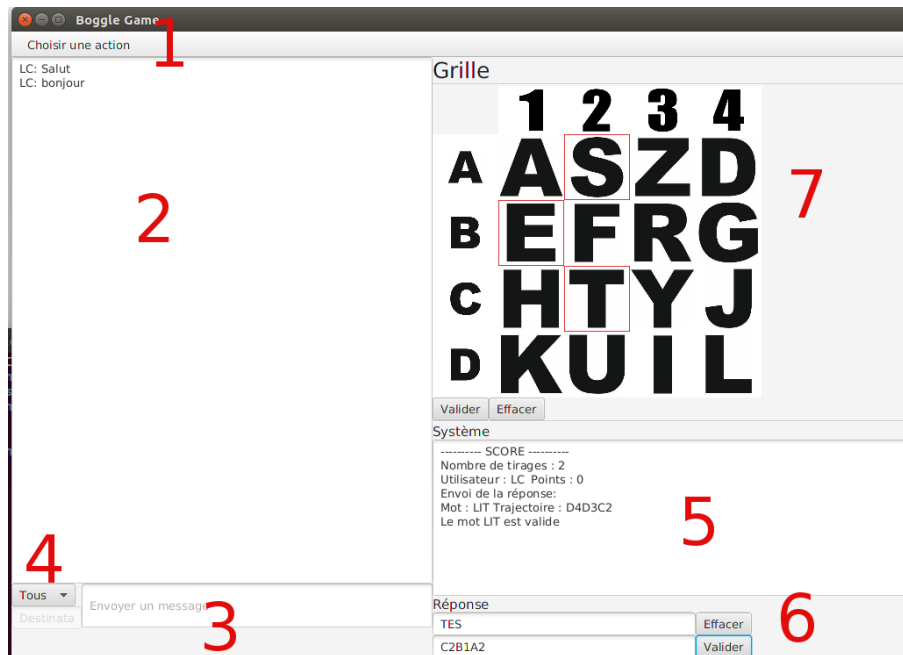 Boggle Game
1
Choisir une action
LC: Salut
LC: bonjour
2
Grille
1 2 3 4
A A S Z D
B E F R G
C H T Y J
D K U I L
7
Valider Effacer
Système
---------- SCORE ----------
Nombre de tirages : 2
Utilisateur : LC Points : 0
Envoi de la réponse:
Mot : LIT Trajectoire : D4D3C2
Le mot LIT est valide
5
4
Tous
Destinata
Envoyer un message
3
Réponse
TES Effacer
C2B1A2 Valider
6